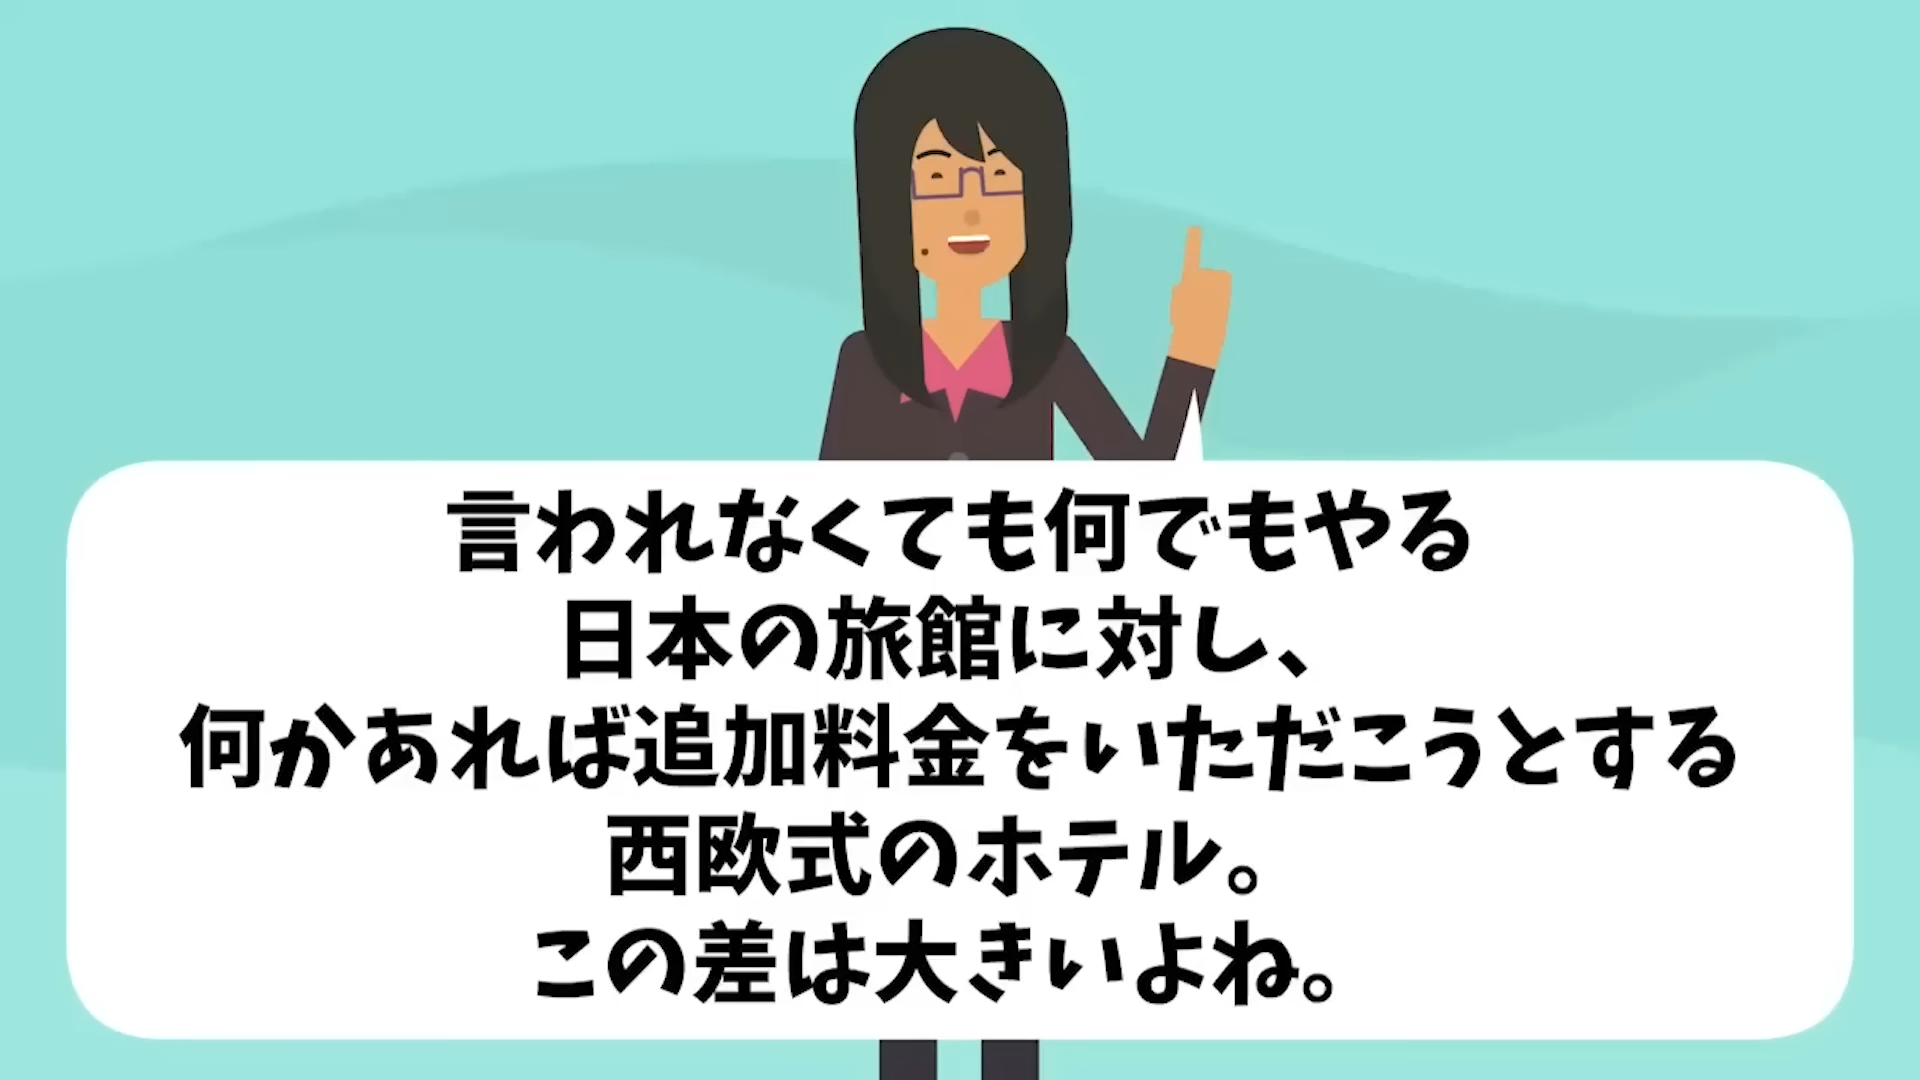 言われなくても何でもやる
日本の旅館に対し、
何かあれば追加料金をいただこうとする
西欧式のホテル。
この差は大きいよね。